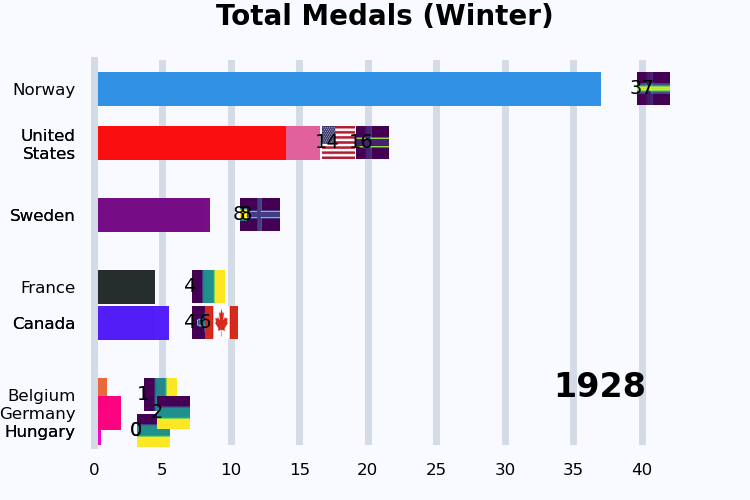 Total Medals (Winter)
Norway
37
United
States
14
16
Sweden
8
8
France
4
Canada
4
6
1928
Belgium
1
Germany
2
Hungary
0
0 5 10 15 20 25 30 35 40